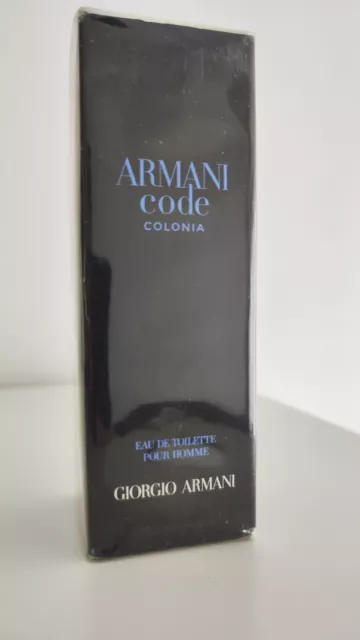 ARMANI
code
COLONIA
EAU DE TOILETTE
POUR HOMME
GIORGIO ARMANI